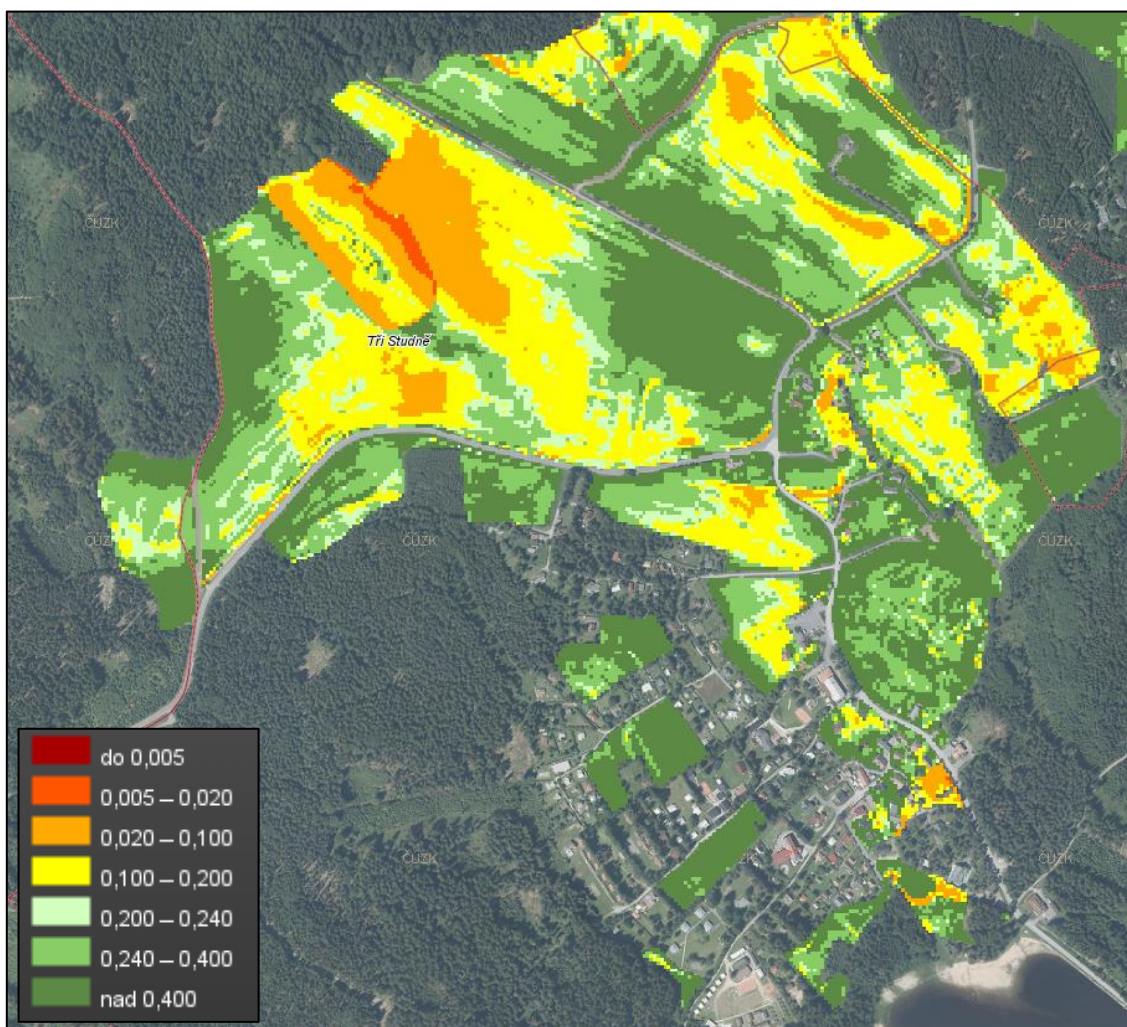 ČÚZK
ČÚZK
Tři Studně
ČÚZK
ČÚZK
ČÚZK
ČÚZK
do 0,005
0,005 – 0,020
0,020 – 0,100
0,100 – 0,200
0,200 – 0,240
0,240 – 0,400
nad 0,400